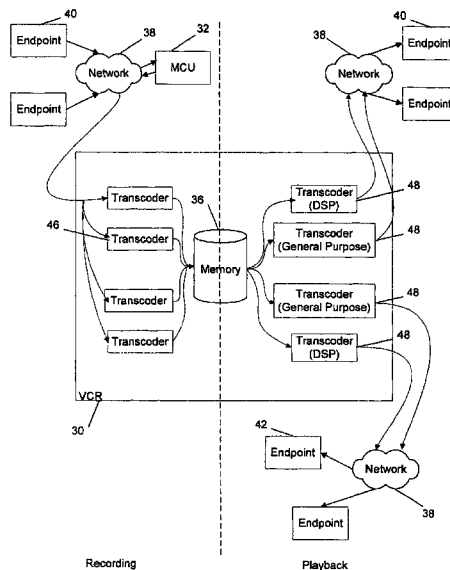 40
38
32
Endpoint
Network
MCU
Endpoint
38
40
Endpoint
Network
Endpoint
36
Transcoder
46
Transcoder
Transcoder
Transcoder
Memory
Transcoder
(DSP)
48
Transcoder
(General Purpose)
48
Transcoder
(General Purpose)
48
Transcoder
(DSP)
48
VCR
30
42
Endpoint
Network
38
Endpoint
Recording
Playback